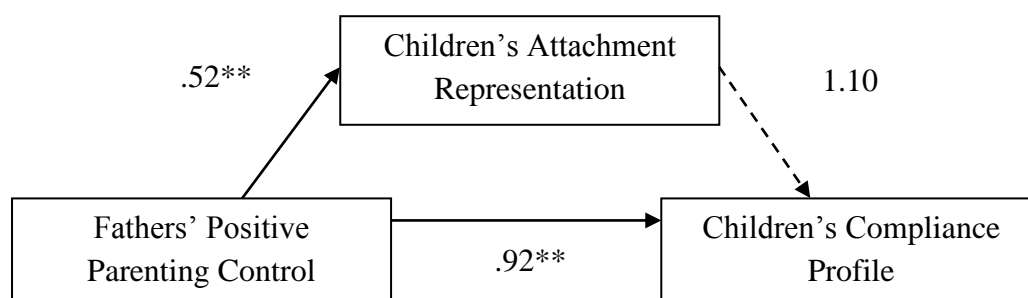 Children’s Attachment
Representation
.52**
1.10
Fathers’ Positive
Parenting Control
.92**
Children’s Compliance
Profile